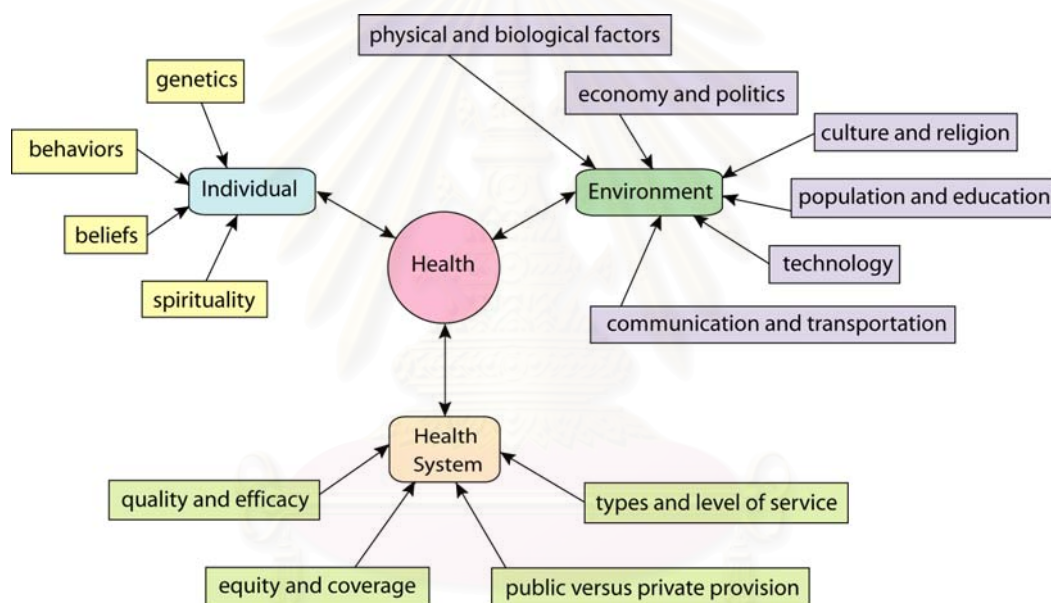 physical and biological factors
genetics
economy and politics
behaviors
culture and religion
Individual
Environment
population and education
beliefs
Health
technology
spirituality
communication and transportation
Health
System
quality and efficacy
types and level of service
equity and coverage
public versus private provision